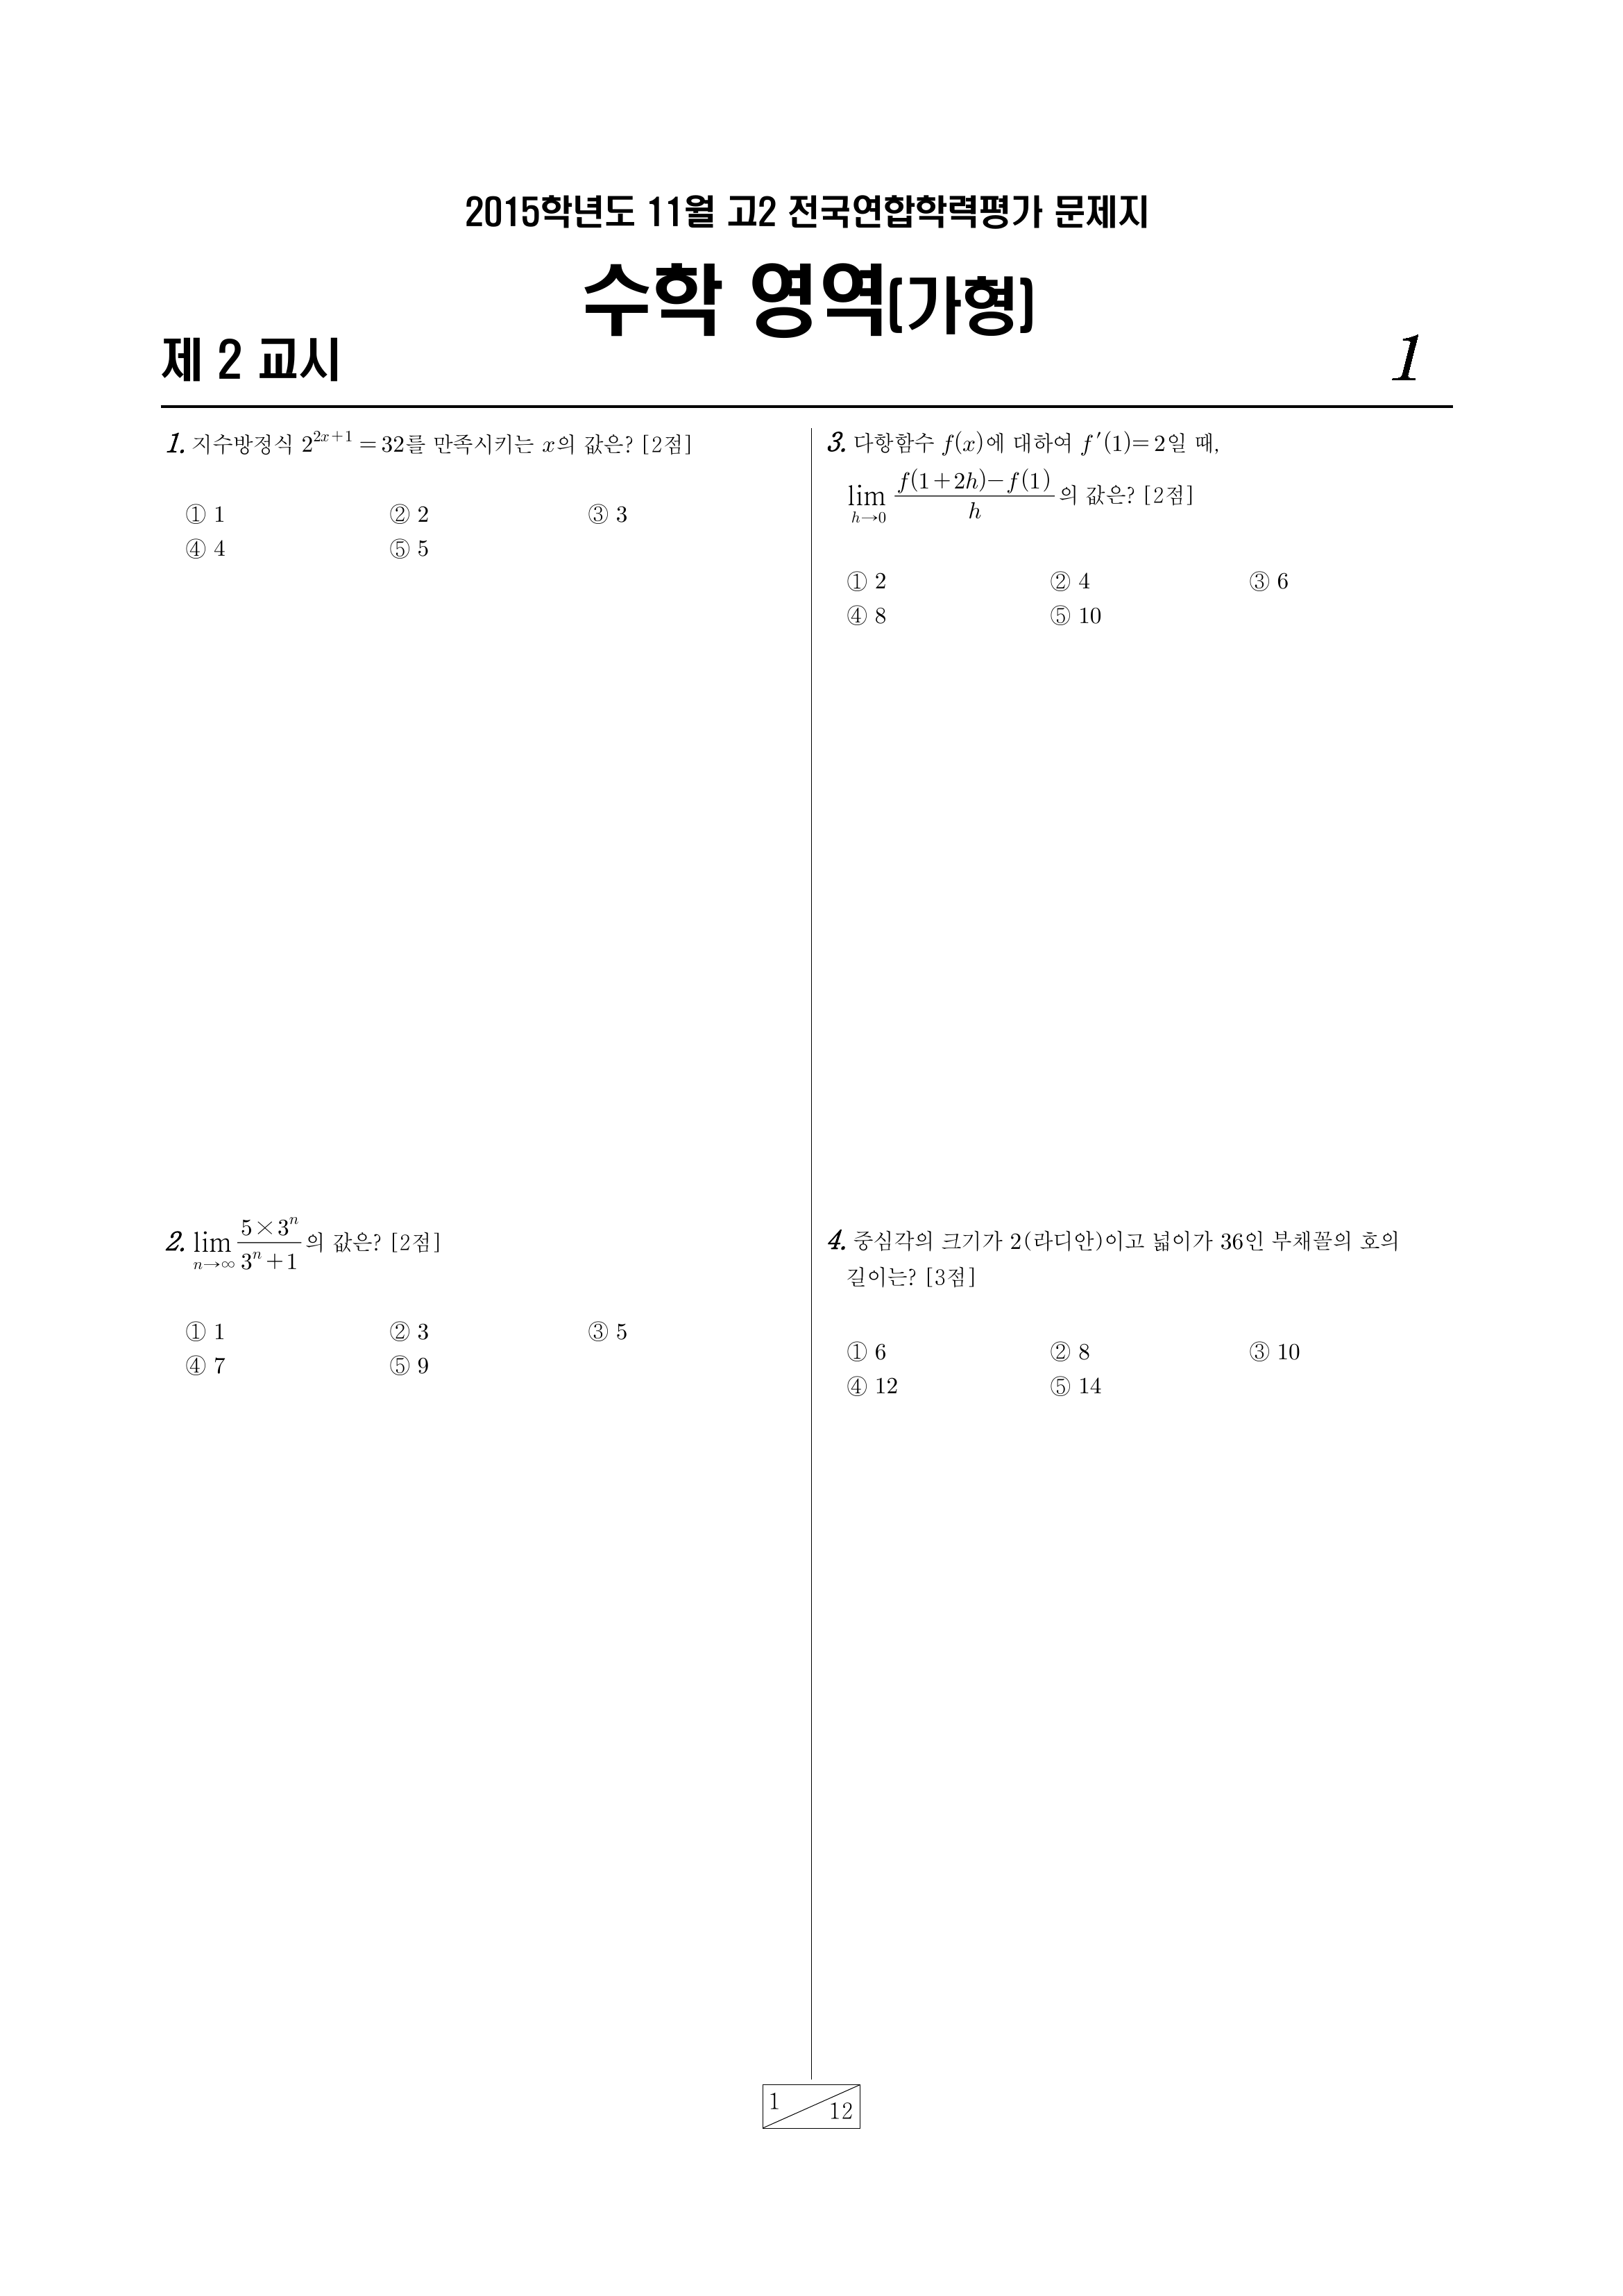 2015학년도 11월 고2 전국연합학력평가 문제지
수학 영역(가형)
제 2 교시
1
1. 지수방정식 2^{2x+1} = 32를 만족시키는 x의 값은? [2점]
① 1 ② 2 ③ 3
④ 4 ⑤ 5
2. lim_{n→∞} \frac{5×3^n}{3^n+1}의 값은? [2점]
① 1 ② 3 ③ 5
④ 7 ⑤ 9
3. 다항함수 f(x)에 대하여 f′(1)=2일 때,
lim_{h→0} \frac{f(1+2h)−f(1)}{h}의 값은? [2점]
① 2 ② 4 ③ 6
④ 8 ⑤ 10
4. 중심각의 크기가 2(라디안)이고 넓이가 36인 부채꼴의 호의
길이는? [3점]
① 6 ② 8 ③ 10
④ 12 ⑤ 14
1
12